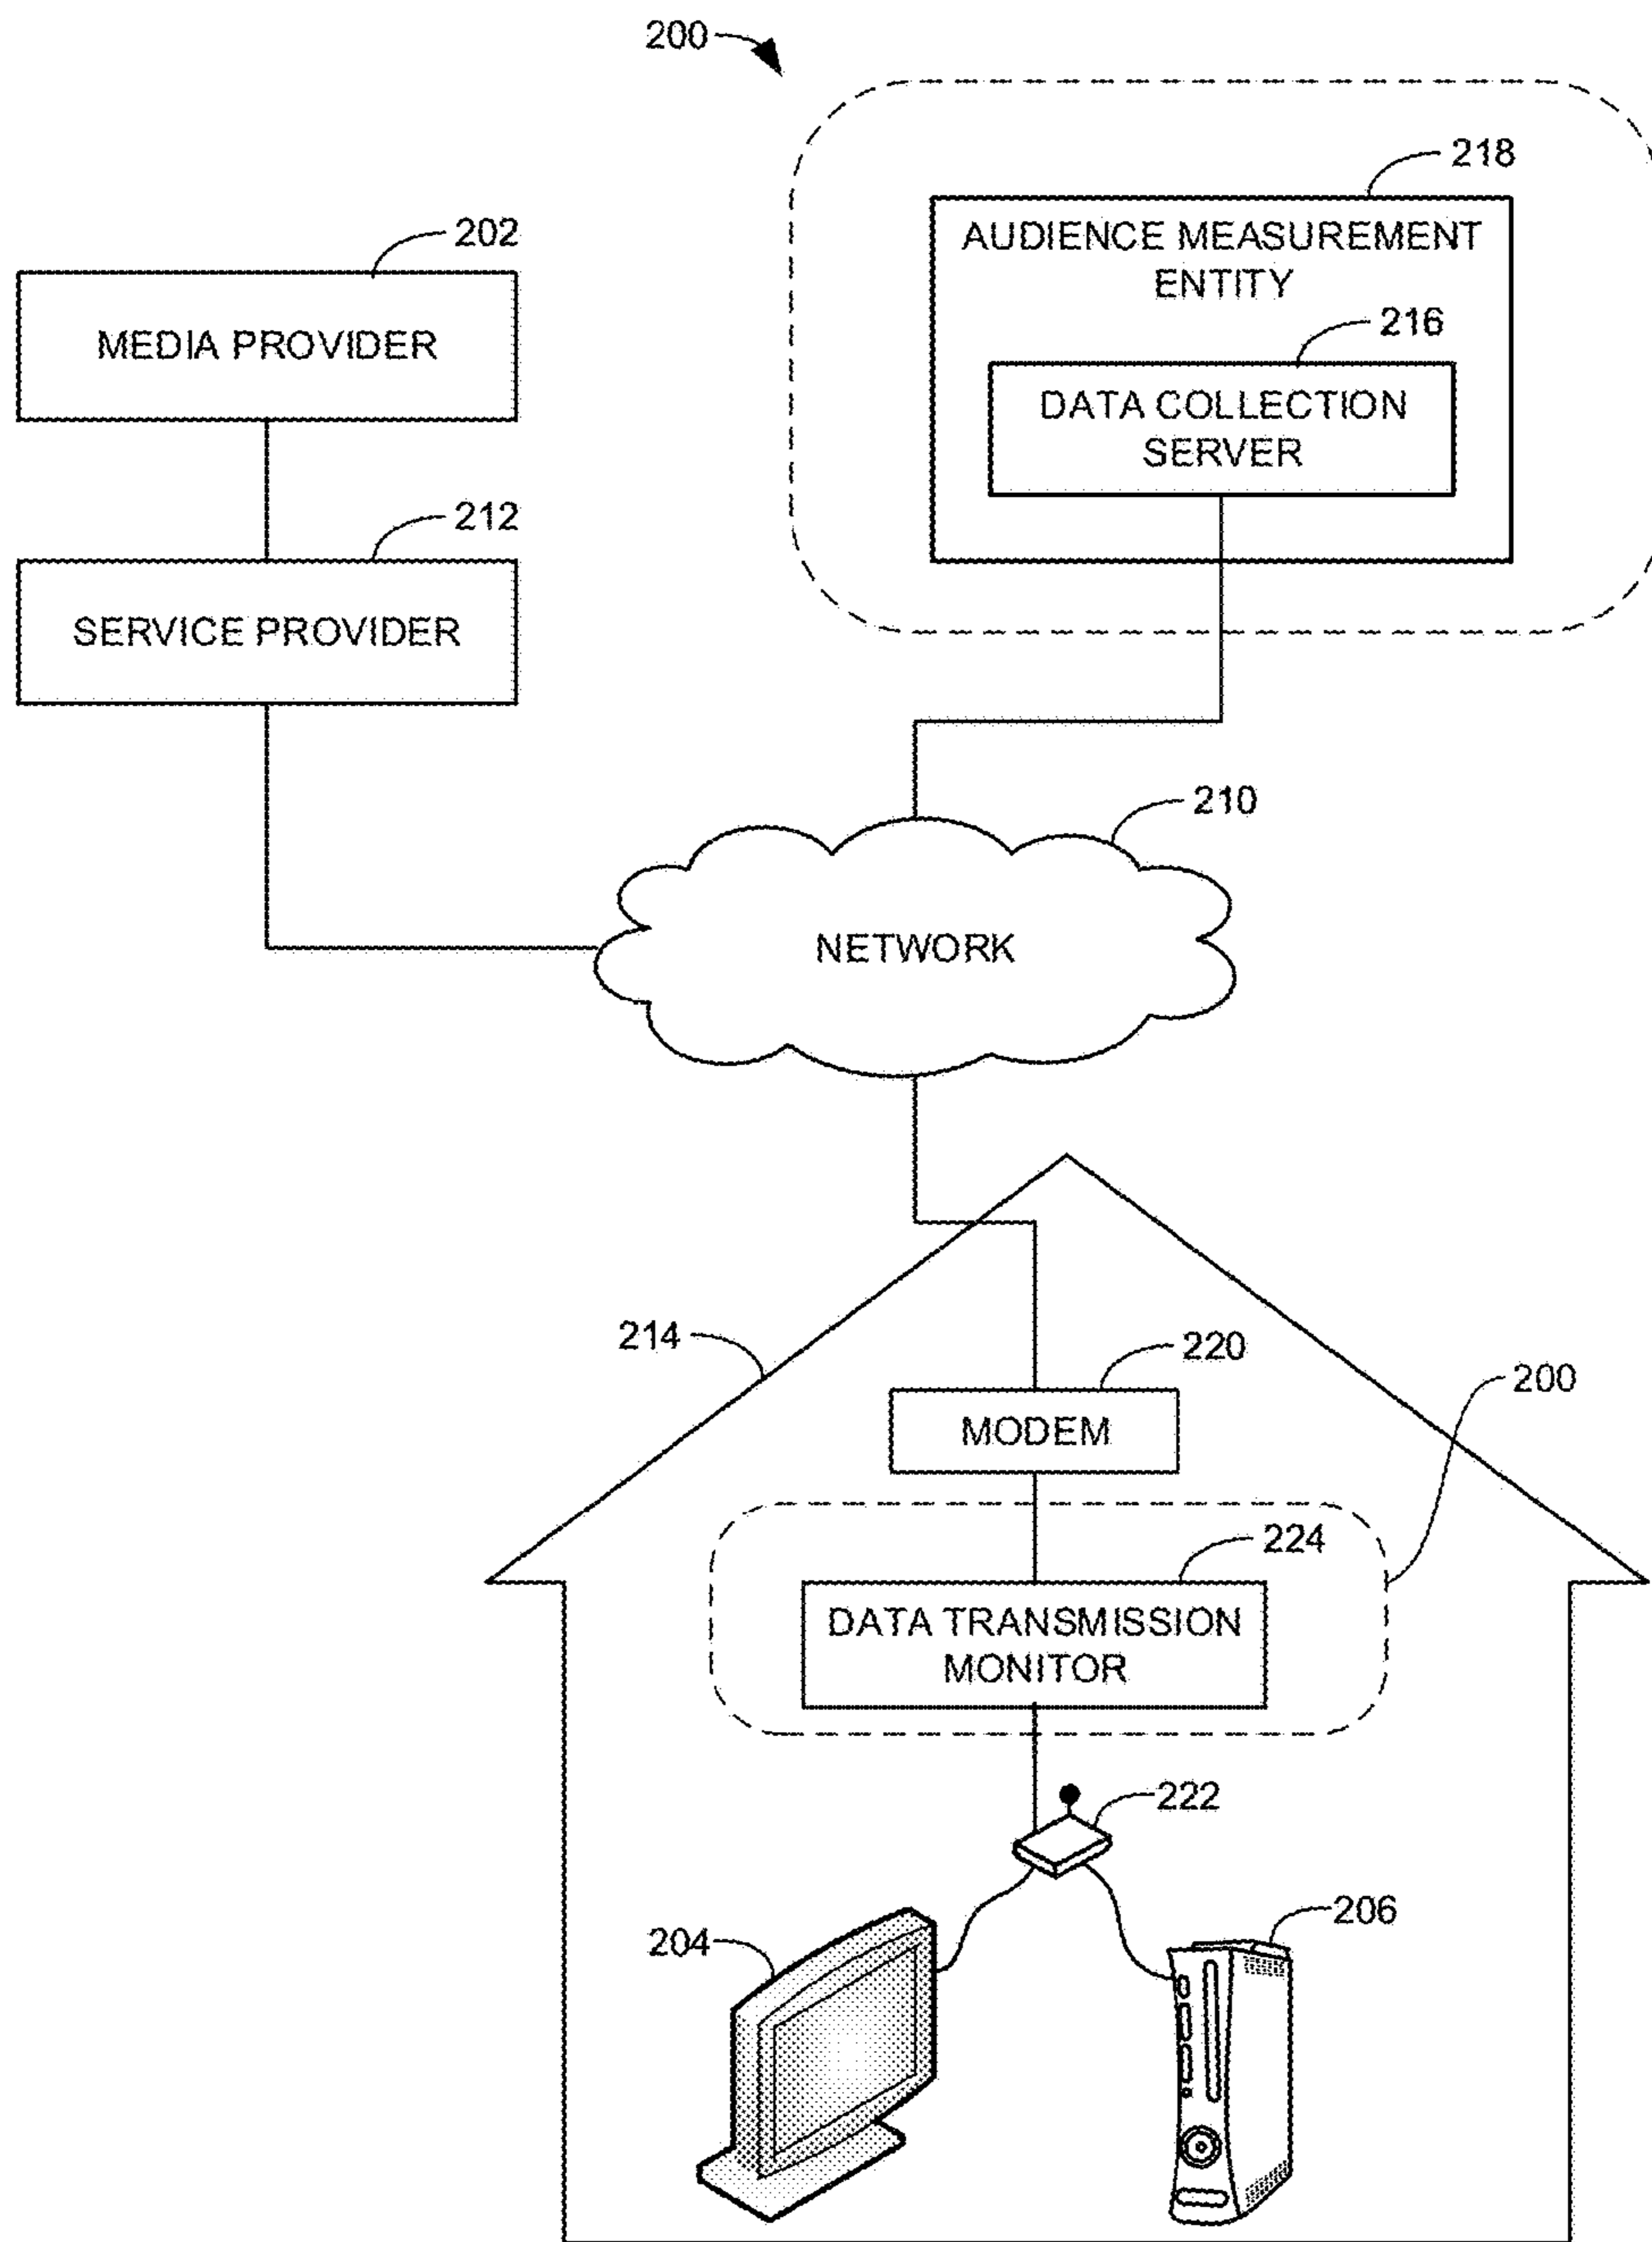 200
218
AUDIENCE MEASUREMENT
ENTITY
202
MEDIA PROVIDER
216
DATA COLLECTION
SERVER
212
SERVICE PROVIDER
210
NETWORK
214
220
200
MODEM
224
DATA TRANSMISSION
MONITOR
222
204
206